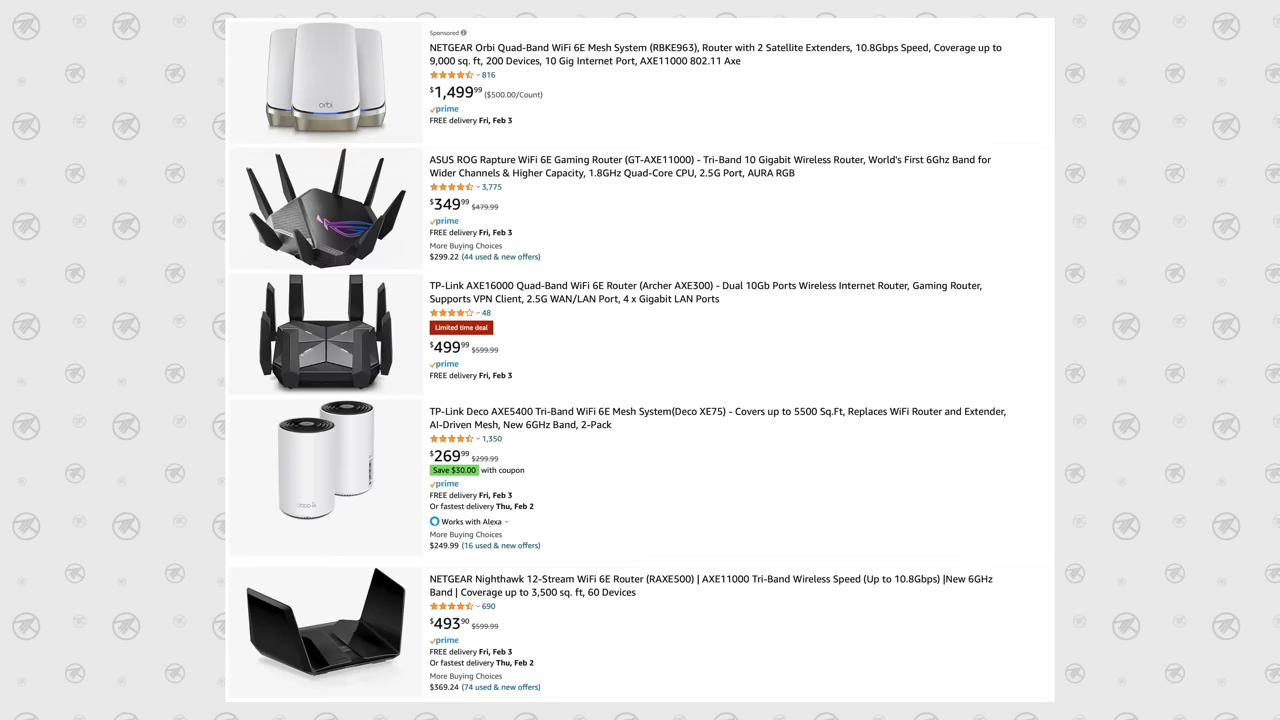 Sponsored
NETGEAR Orbi Quad-Band WiFi 6E Mesh System (RBKE963), Router with 2 Satellite Extenders, 10.8Gbps Speed, Coverage up to
9,000 sq. ft, 200 Devices, 10 Gig Internet Port, AXE11000 802.11 Axe
816
$1,499.99 ($500.00/Count)
prime
FREE delivery Fri, Feb 3
orbi
ASUS ROG Rapture WiFi 6E Gaming Router (GT-AXE11000) - Tri-Band 10 Gigabit Wireless Router, World's First 6Ghz Band for
Wider Channels & Higher Capacity, 1.8GHz Quad-Core CPU, 2.5G Port, AURA RGB
3,775
$349.99 $479.99
prime
FREE delivery Fri, Feb 3
More Buying Choices
$299.22 (44 used & new offers)
TP-Link AXE16000 Quad-Band WiFi 6E Router (Archer AXE300) - Dual 10Gb Ports Wireless Internet Router, Gaming Router,
Supports VPN Client, 2.5G WAN/LAN Port, 4 x Gigabit LAN Ports
48
Limited time deal
$499.99 $599.99
prime
FREE delivery Fri, Feb 3
TP-Link Deco AXE5400 Tri-Band WiFi 6E Mesh System(Deco XE75) - Covers up to 5500 Sq.Ft, Replaces WiFi Router and Extender,
AI-Driven Mesh, New 6GHz Band, 2-Pack
1,350
$269.99 $299.99
Save $30.00 with coupon
prime
FREE delivery Fri, Feb 3
Or fastest delivery Thu, Feb 2
Works with Alexa
More Buying Choices
$249.99 (16 used & new offers)
NETGEAR Nighthawk 12-Stream WiFi 6E Router (RAXE500) | AXE11000 Tri-Band Wireless Speed (Up to 10.8Gbps) |New 6GHz
Band | Coverage up to 3,500 sq. ft, 60 Devices
690
$493.90 $599.99
prime
FREE delivery Fri, Feb 3
Or fastest delivery Thu, Feb 2
More Buying Choices
$369.24 (74 used & new offers)